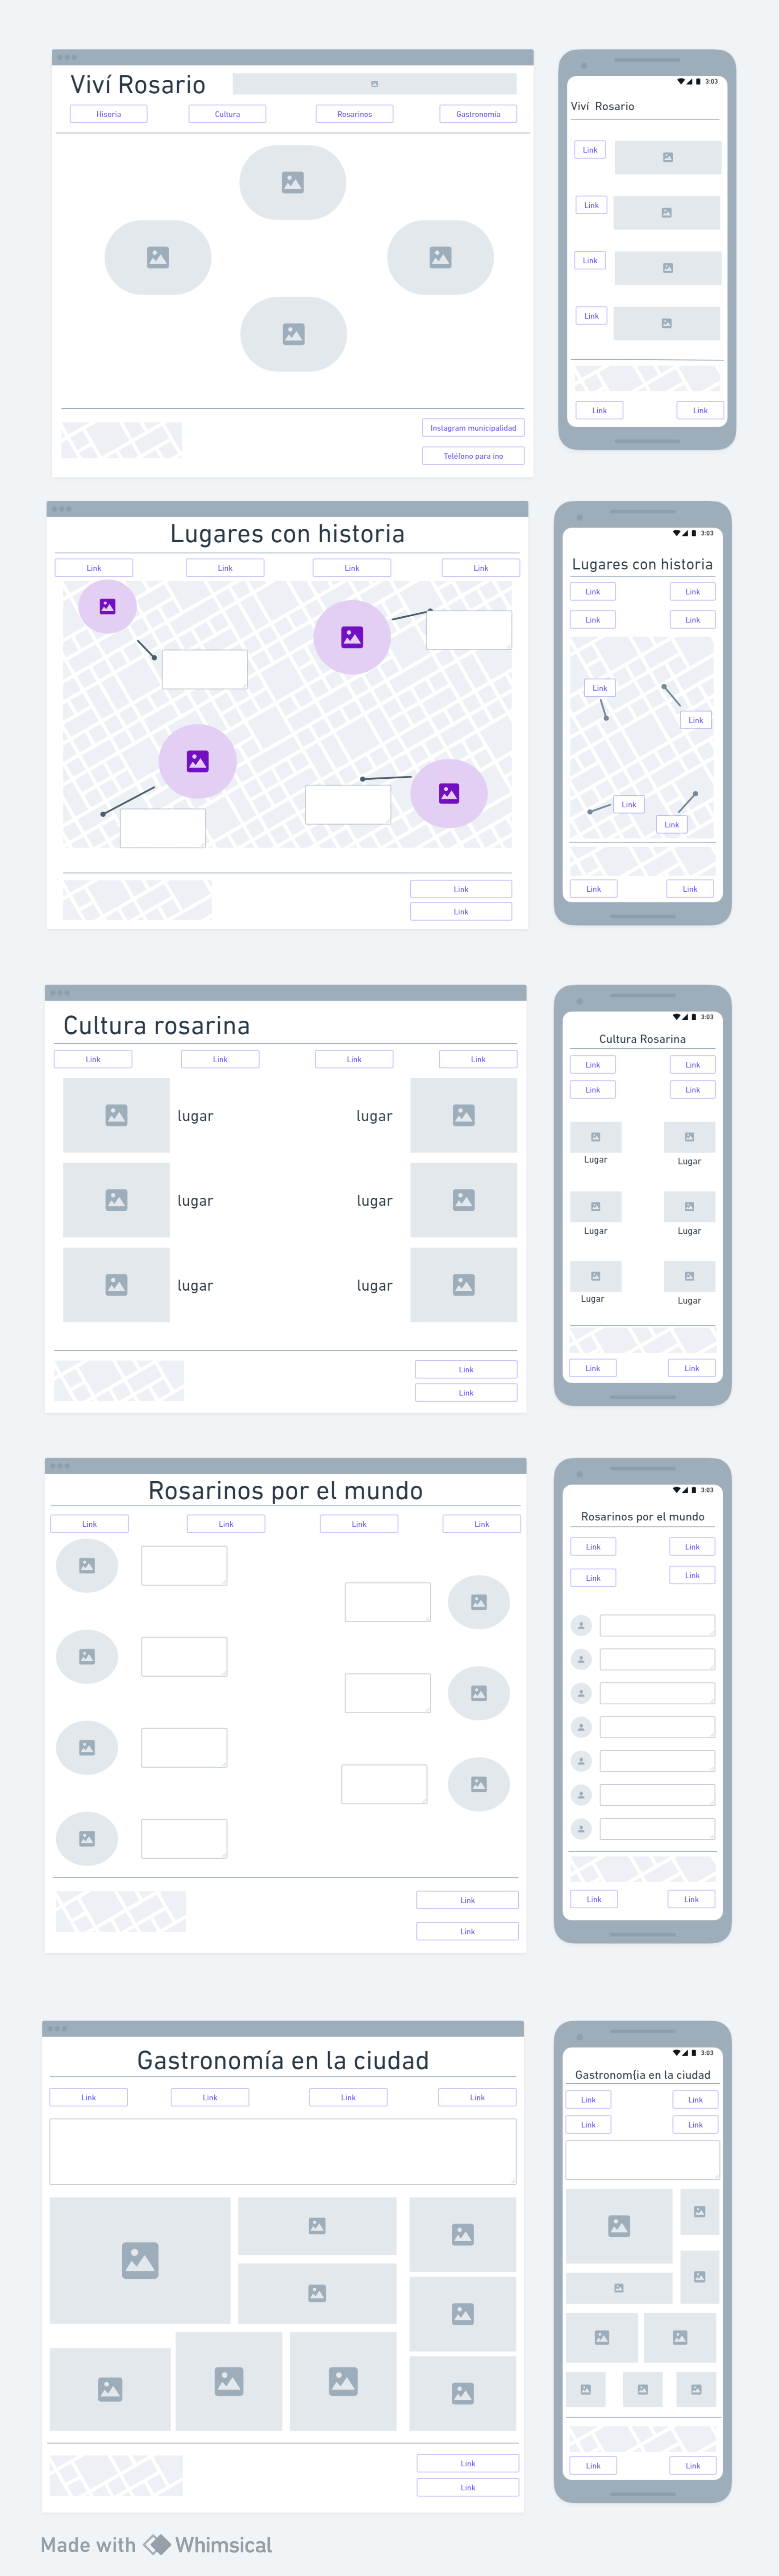 Viví Rosario
Hisoria
Cultura
Rosarinos
Gastronomía
Instagram municipalidad
Teléfono para ino
3:03
Viví Rosario
Link
Link
Link
Link
Link
Link
Lugares con historia
Link
Link
Link
Link
Link
Link
3:03
Lugares con historia
Link
Link
Link
Link
Link
Link
Link
Link
Link
Link
Cultura rosarina
Link
Link
Link
Link
lugar
lugar
lugar
lugar
lugar
lugar
Link
Link
3:03
Cultura Rosarina
Link
Link
Link
Link
Lugar
Lugar
Lugar
Lugar
Lugar
Lugar
Link
Link
Rosarinos por el mundo
Link
Link
Link
Link
Link
Link
3:03
Rosarinos por el mundo
Link
Link
Link
Link
Link
Link
Gastronomía en la ciudad
Link
Link
Link
Link
Link
Link
3:03
Gastronom{ia en la ciudad
Link
Link
Link
Link
Link
Link
Made with Whimsical